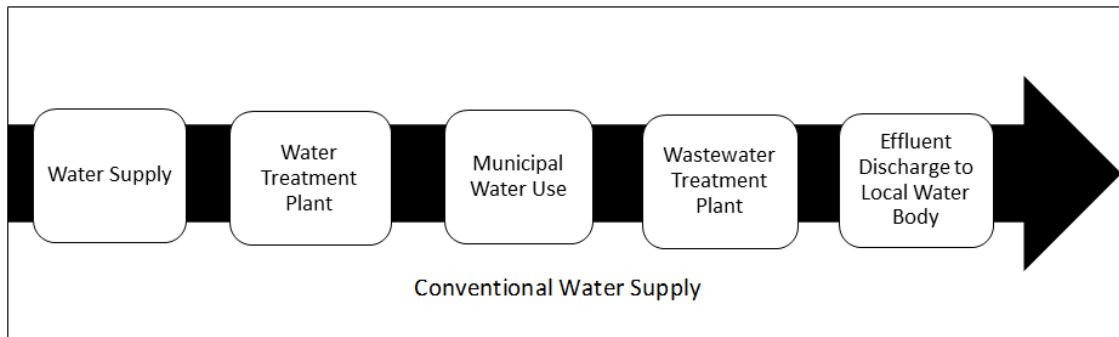 Water Supply
Water
Treatment
Plant
Municipal
Water Use
Wastewater
Treatment
Plant
Effluent
Discharge to
Local Water
Body
Conventional Water Supply